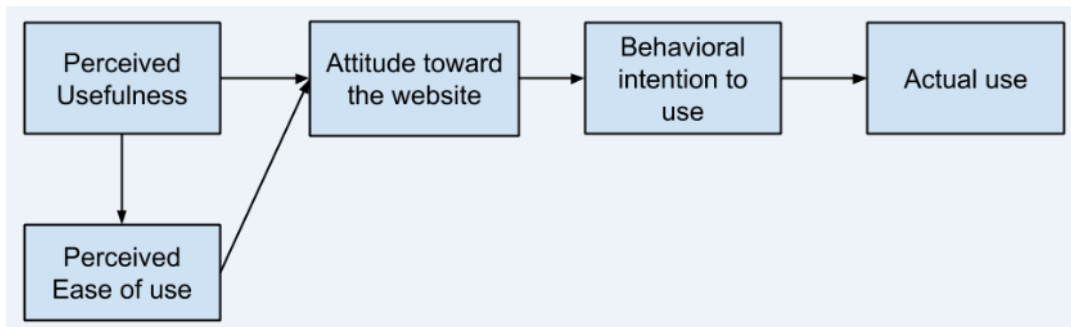 Perceived
Usefulness
Attitude toward
the website
Behavioral
intention to
use
Actual use
Perceived
Ease of use